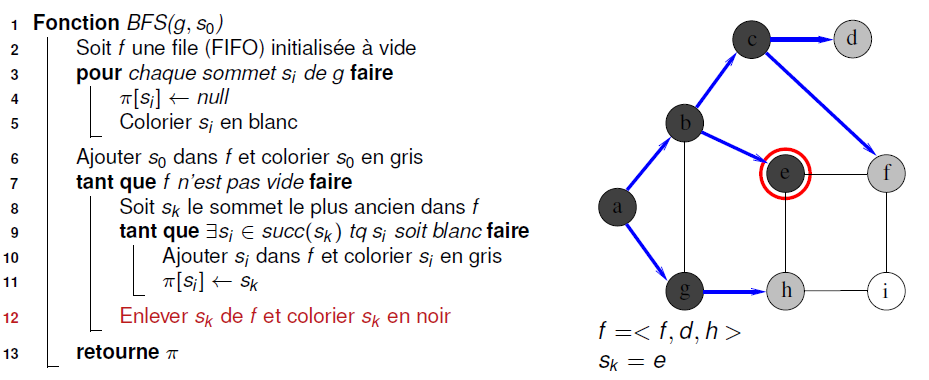 1 Fonction BFS(g, s0)
2 Soit f une file (FIFO) initialisée à vide
3 pour chaque sommet si de g faire
4 π[si] ← null
5 Colorier si en blanc
6 Ajouter s0 dans f et colorier s0 en gris
7 tant que f n'est pas vide faire
8 Soit sk le sommet le plus ancien dans f
9 tant que ∃si ∈ succ(sk) tq si soit blanc faire
10 Ajouter si dans f et colorier si en gris
11 π[si] ← sk
12 Enlever sk de f et colorier sk en noir
13 retourne π
c
d
b
e
f
a
g
h
i
f =< f, d, h >
sk = e